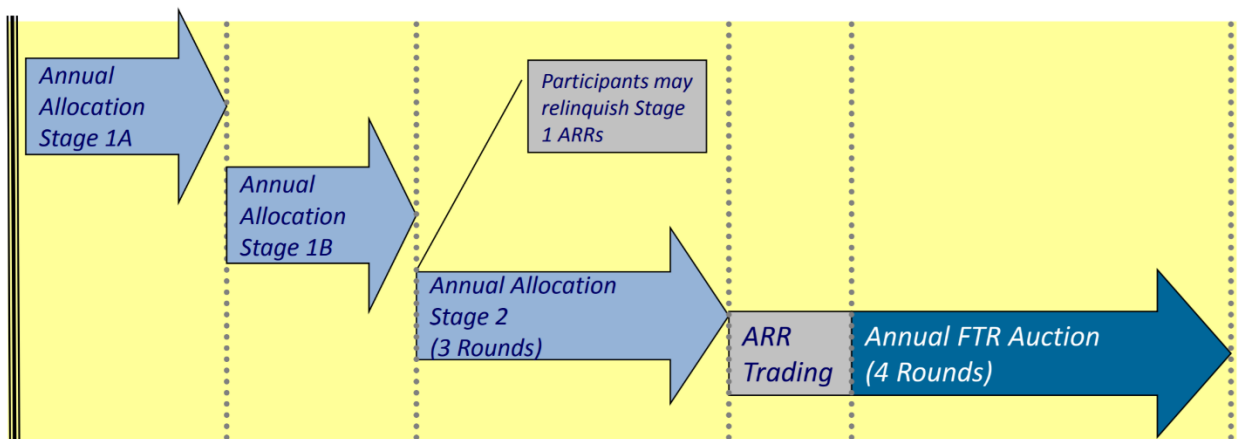 Annual
Allocation
Stage 1A
Participants may
relinquish Stage
1 ARRs
Annual
Allocation
Stage 1B
Annual Allocation
Stage 2
(3 Rounds)
ARR
Trading
Annual FTR Auction
(4 Rounds)